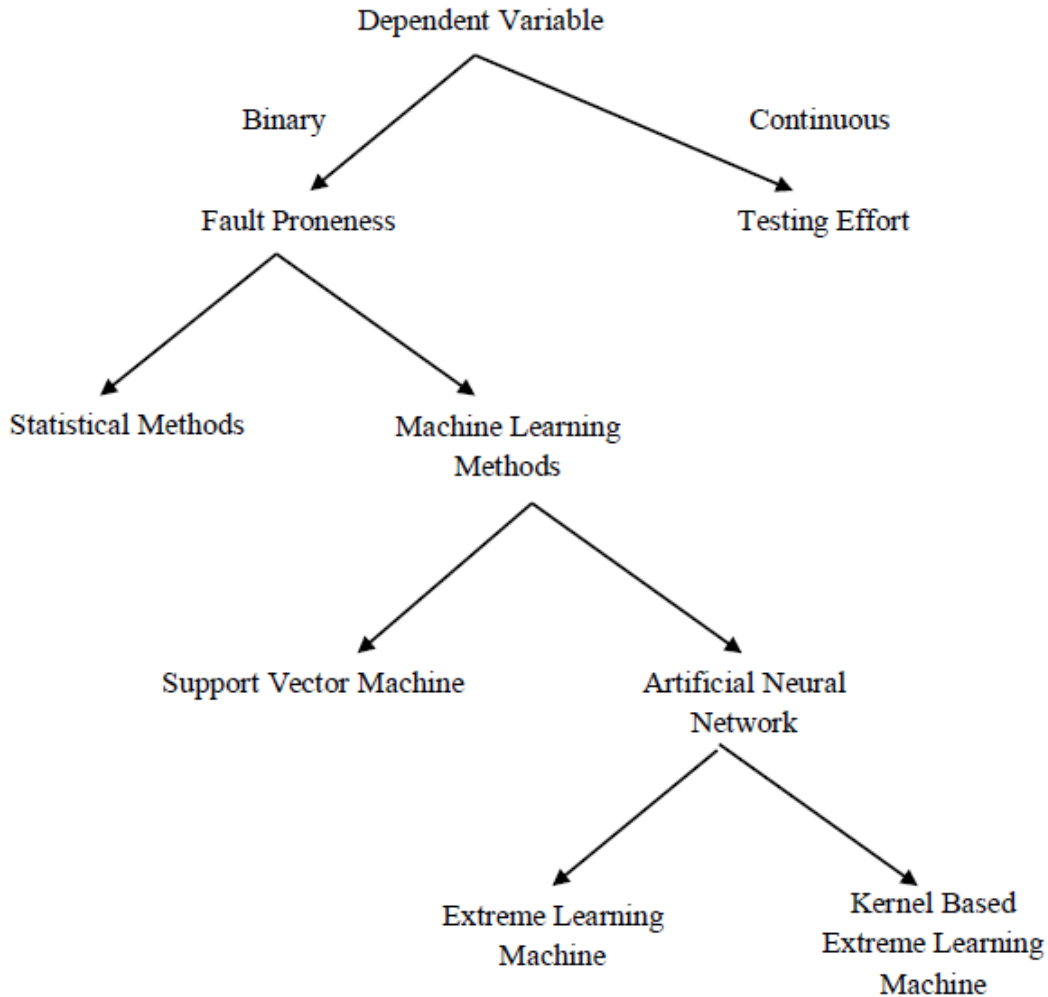 Dependent Variable
Binary
Continuous
Fault Proneness
Testing Effort
Statistical Methods
Machine Learning
Methods
Support Vector Machine
Artificial Neural
Network
Extreme Learning
Machine
Kernel Based
Extreme Learning
Machine